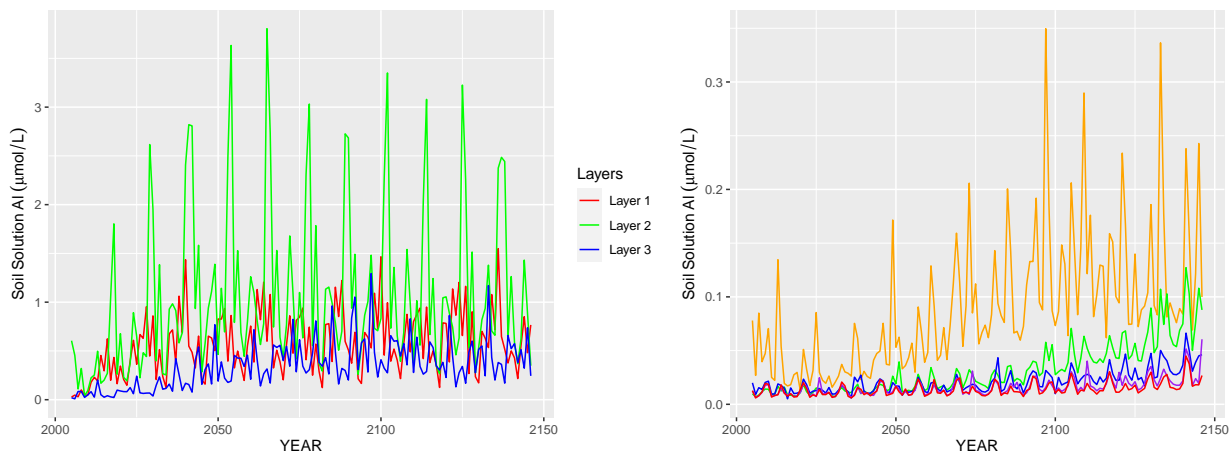 Soil Solution Al (μmol/L)
3
2
1
0
2000
2050
2100
2150
YEAR
Layers
Layer 1
Layer 2
Layer 3
Soil Solution Al (μmol/L)
0.3
0.2
0.1
0.0
2000
2050
2100
2150
YEAR